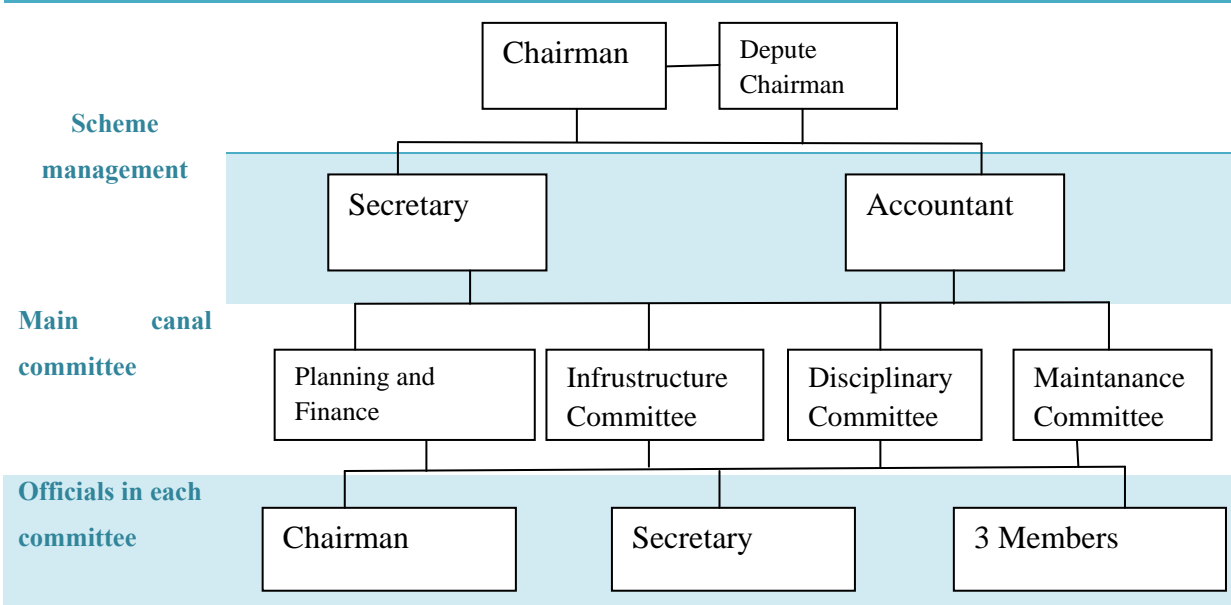 Chairman
Depute
Chairman
Scheme
management
Secretary
Accountant
Main canal
committee
Planning and
Finance
Infrustructure
Committee
Disciplinary
Committee
Maintanance
Committee
Officials in each
committee
Chairman
Secretary
3 Members